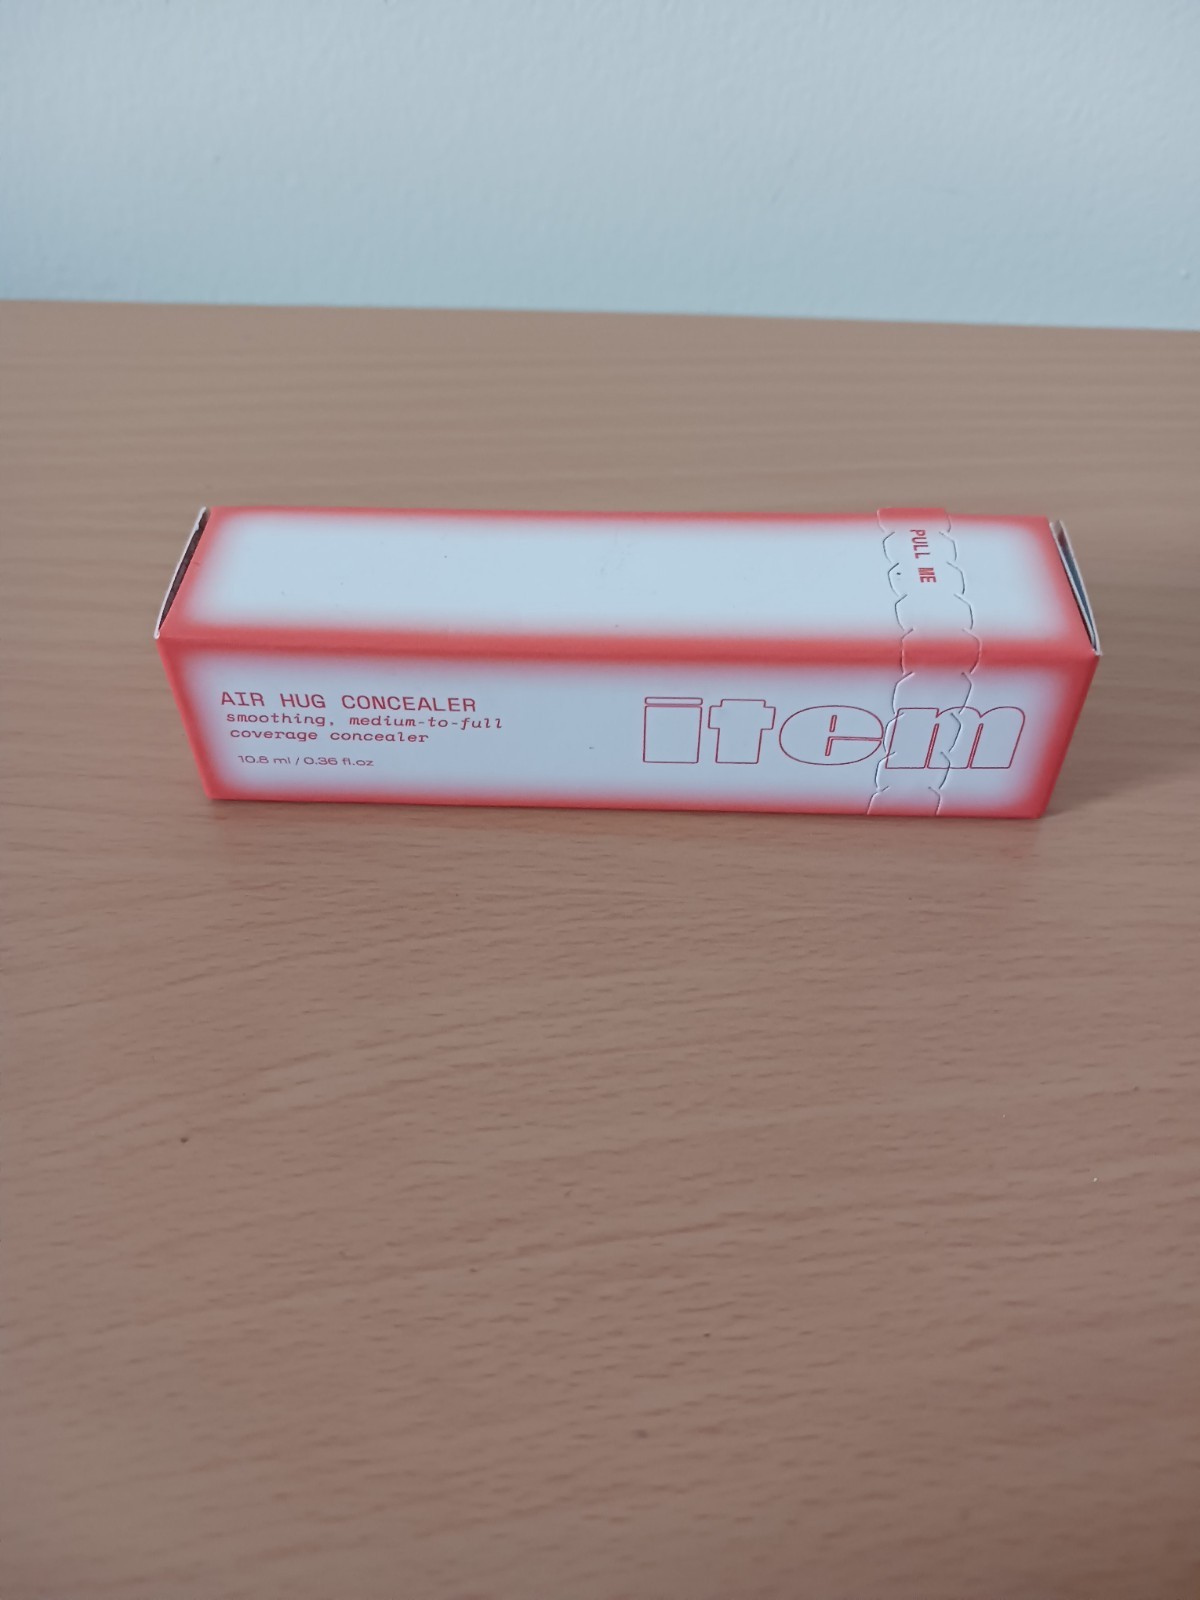 PULL ME
AIR HUG CONCEALER
smoothing, medium-to-full
coverage concealer
10.8 ml / 0.36 fl.oz
item